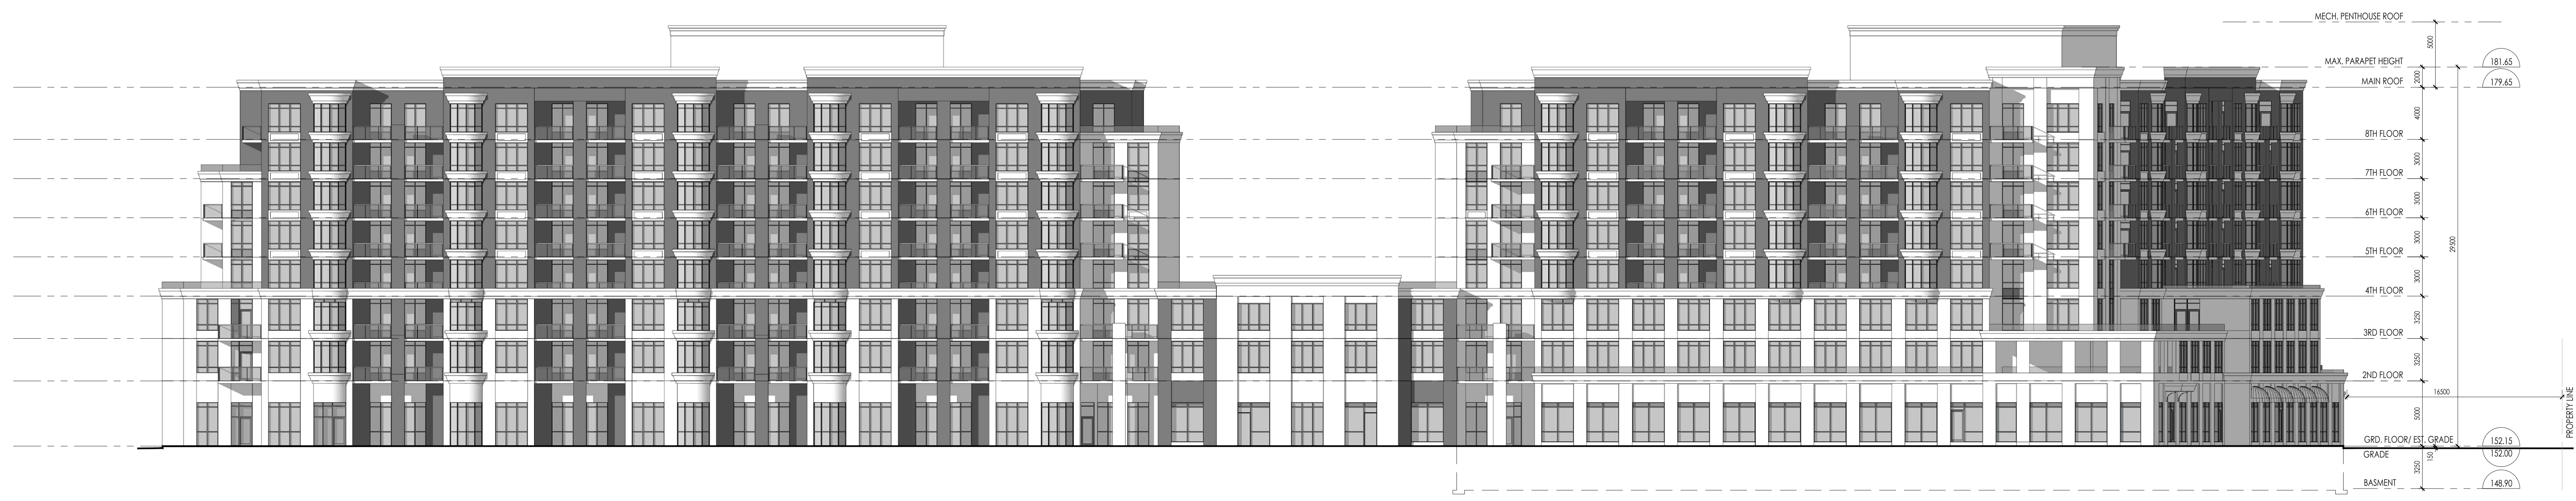 MECH. PENTHOUSE ROOF
5000
MAX. PARAPET HEIGHT
181.65
2000
MAIN ROOF
179.65
4000
8TH FLOOR
3000
7TH FLOOR
3000
6TH FLOOR
3000
29500
5TH FLOOR
3000
4TH FLOOR
3250
3RD FLOOR
3250
2ND FLOOR
16500
PROPERTY LINE
5000
GRD. FLOOR/ EST. GRADE
152.15
GRADE
150
152.00
3250
BASMENT
148.90